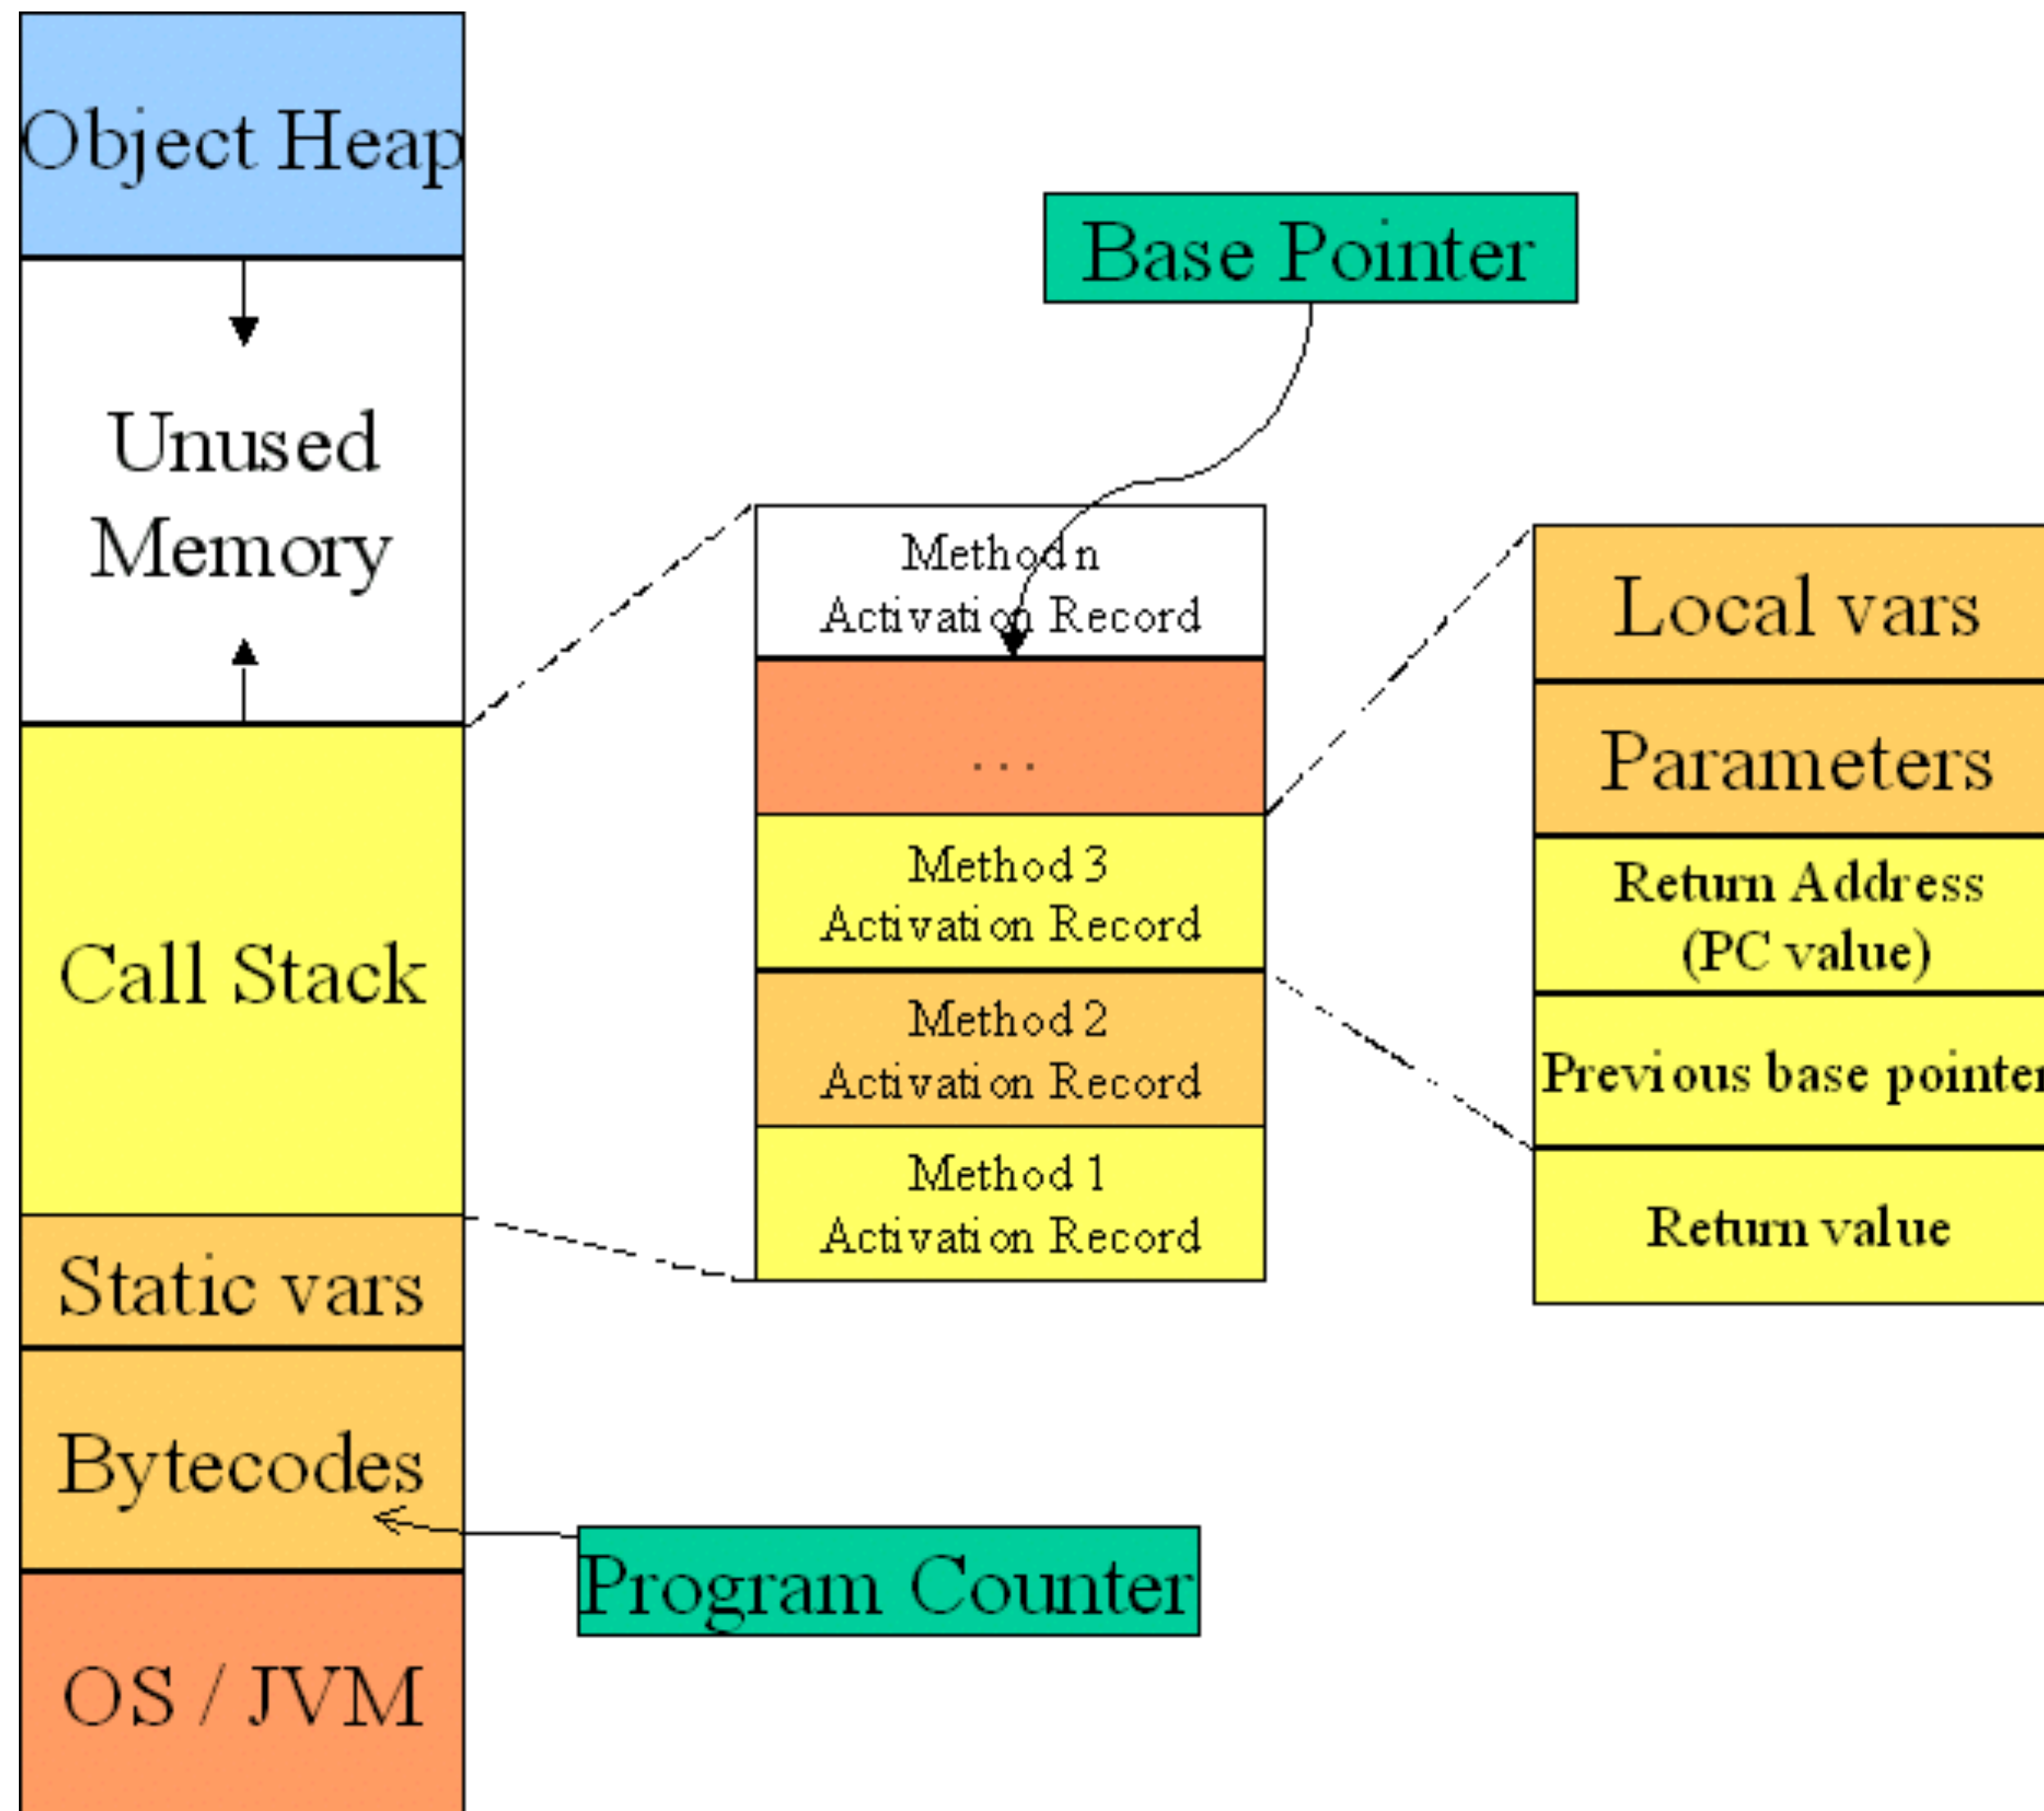 Object Heap
Unused
Memory
Call Stack
Static vars
Bytecodes
OS / JVM
Base Pointer
Method n
Activation Record
...
Method 3
Activation Record
Method 2
Activation Record
Method 1
Activation Record
Program Counter
Local vars
Parameters
Return Address
(PC value)
Previous base pointer
Return value